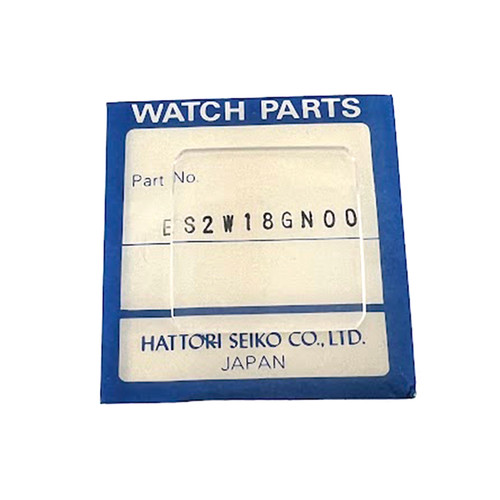 WATCH PARTS
Part No.
ES2W18GN00
HATTORI SEIKO CO., LTD.
JAPAN